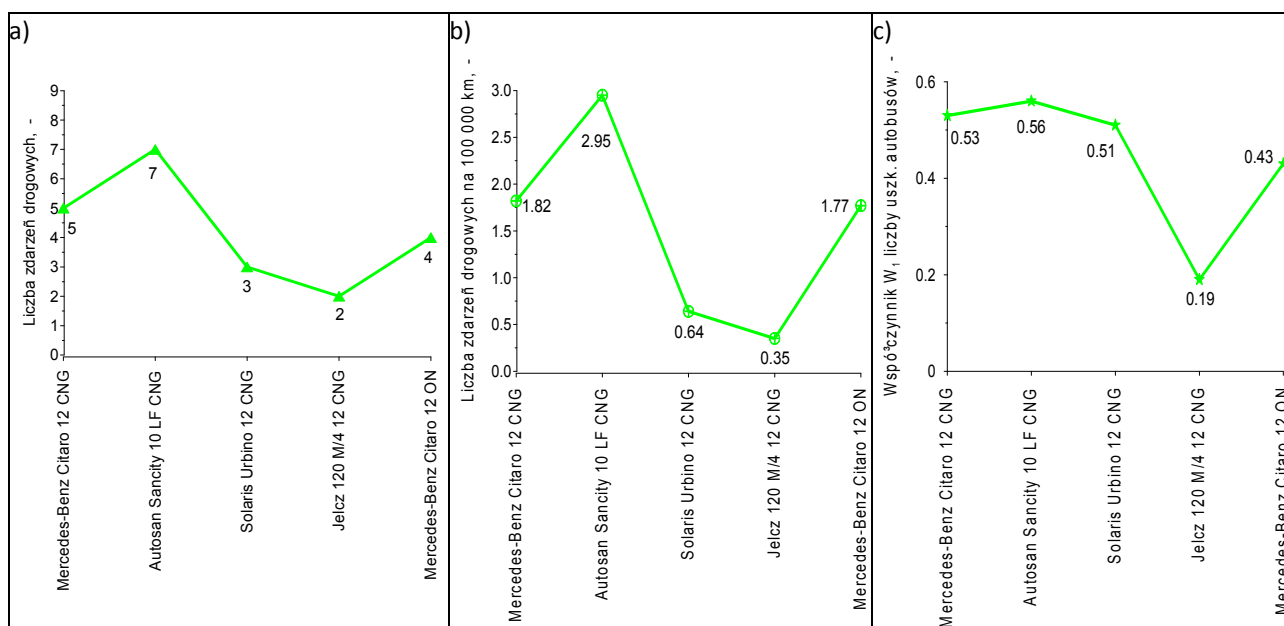 a)
Liczba zdarzeń drogowych, -
9
8
7
6
5
4
3
2
1
0
5
7
3
2
4
Mercedes-Benz Citaro 12 CNG
Autosan Sancity 10 LF CNG
Solaris Urbino 12 CNG
Jelcz 120 M/4 12 CNG
Mercedes-Benz Citaro 12 ON
b)
Liczba zdarzeń drogowych na 100 000 km, -
3.0
2.5
2.0
1.5
1.0
0.5
0.0
1.82
2.95
0.64
0.35
1.77
Mercedes-Benz Citaro 12 CNG
Autosan Sancity 10 LF CNG
Solaris Urbino 12 CNG
Jelcz 120 M/4 12 CNG
Mercedes-Benz Citaro 12 ON
c)
Wspó³czynnik W₁ liczby uszk. autobusów, -
0.6
0.4
0.2
0
0.53
0.56
0.51
0.19
0.43
Mercedes-Benz Citaro 12 CNG
Autosan Sancity 10 LF CNG
Solaris Urbino 12 CNG
Jelcz 120 M/4 12 CNG
Mercedes-Benz Citaro 12 ON